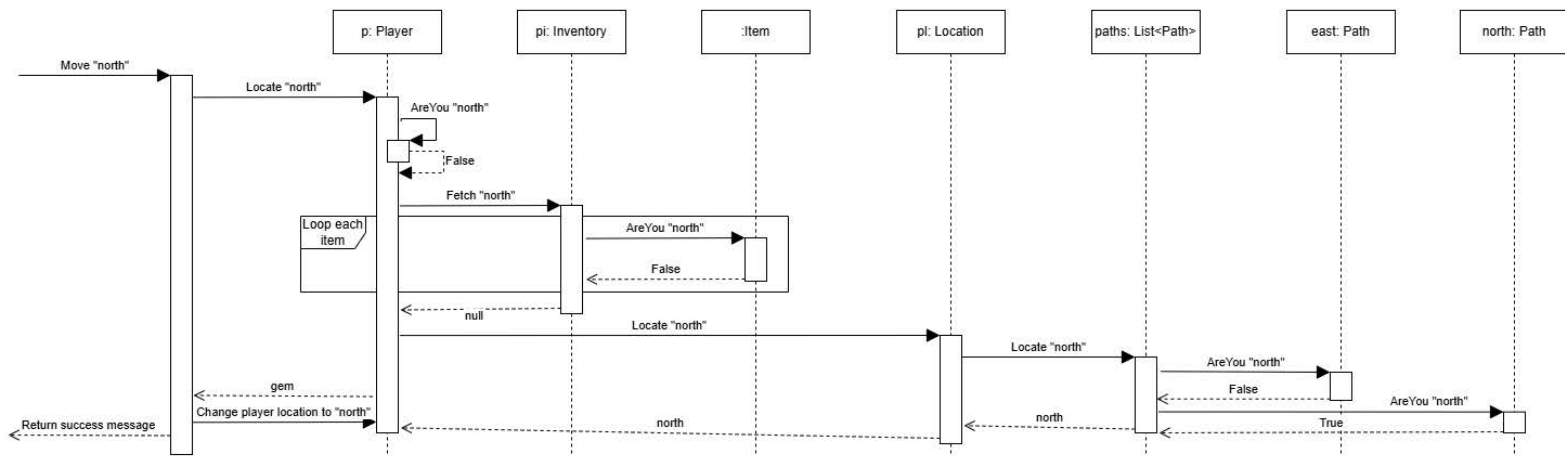 p: Player
pi: Inventory
:Item
pl: Location
paths: List<Path>
east: Path
north: Path
Move "north"
Locate "north"
AreYou "north"
False
Fetch "north"
Loop each
item
AreYou "north"
False
null
Locate "north"
Locate "north"
AreYou "north"
False
gem
AreYou "north"
Change player location to "north"
north
north
True
Return success message